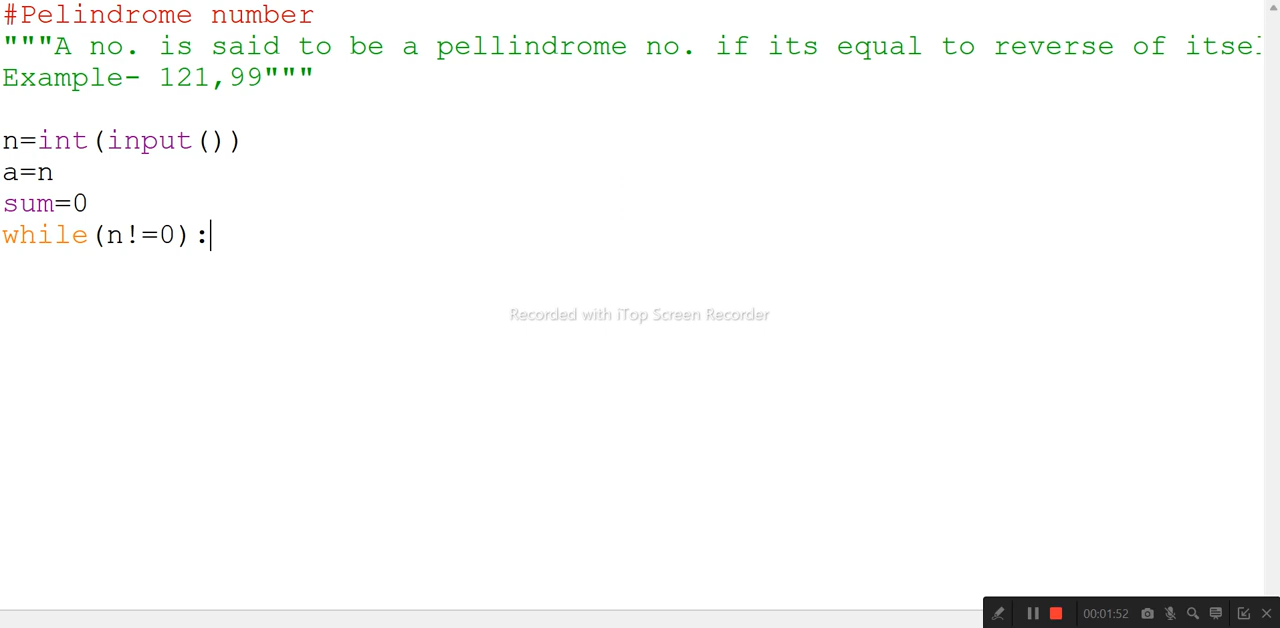 #Pelindrome number
"""A no. is said to be a pellindrome no. if its equal to reverse of itsel
Example- 121,99"""
n=int(input())
a=n
sum=0
while(n!=0):
Recorded with iTop Screen Recorder
00:01:52